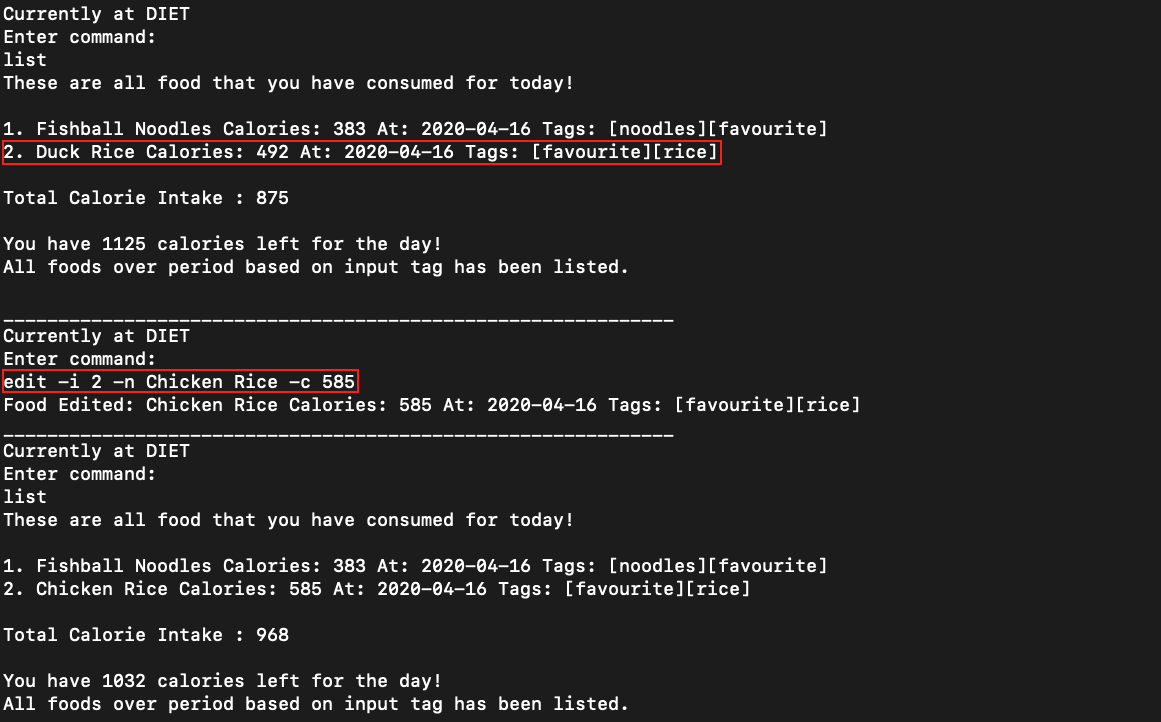 Currently at DIET
Enter command:
list
These are all food that you have consumed for today!
1. Fishball Noodles Calories: 383 At: 2020-04-16 Tags: [noodles][favourite]
2. Duck Rice Calories: 492 At: 2020-04-16 Tags: [favourite][rice]
Total Calorie Intake : 875
You have 1125 calories left for the day!
All foods over period based on input tag has been listed.
_____________________________________________________________
Currently at DIET
Enter command:
edit -i 2 -n Chicken Rice -c 585
Food Edited: Chicken Rice Calories: 585 At: 2020-04-16 Tags: [favourite][rice]
_____________________________________________________________
Currently at DIET
Enter command:
list
These are all food that you have consumed for today!
1. Fishball Noodles Calories: 383 At: 2020-04-16 Tags: [noodles][favourite]
2. Chicken Rice Calories: 585 At: 2020-04-16 Tags: [favourite][rice]
Total Calorie Intake : 968
You have 1032 calories left for the day!
All foods over period based on input tag has been listed.